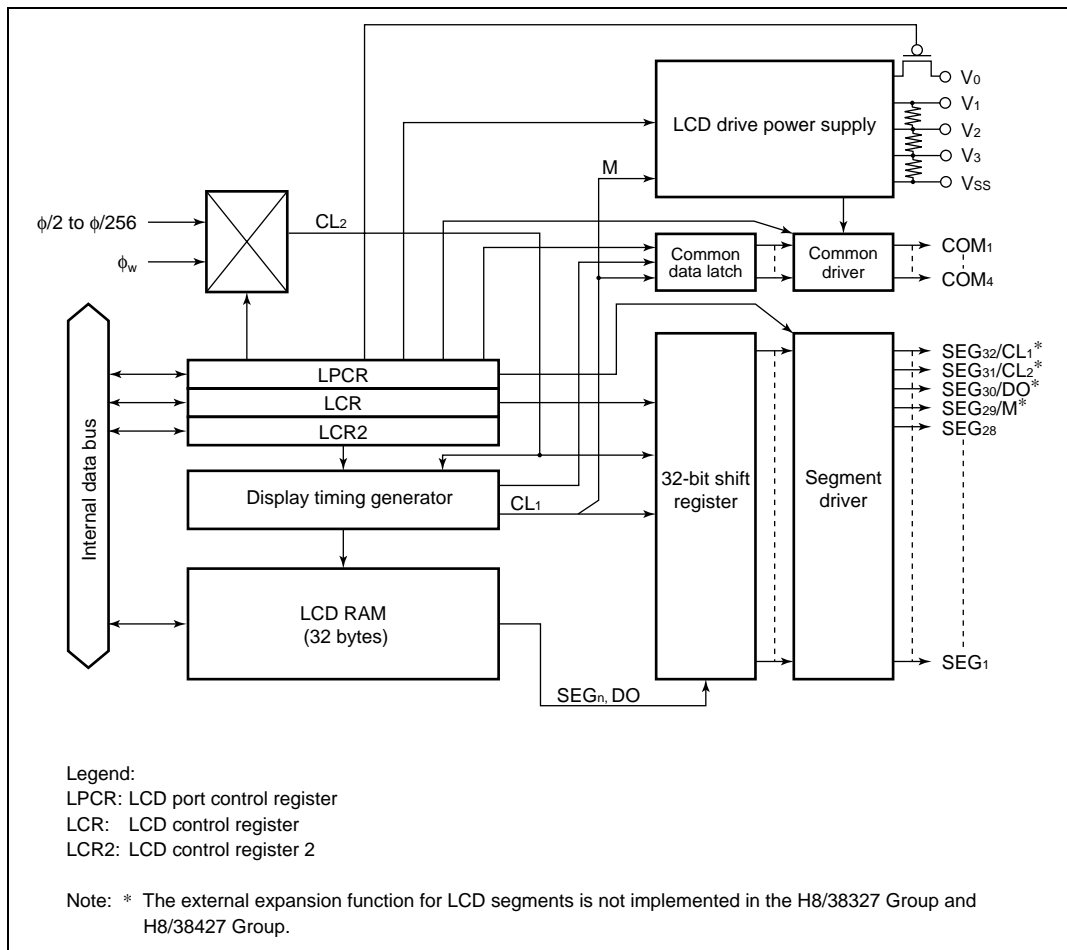 V0
V1
LCD drive power supply
V2
V3
M
VSS
ϕ/2 to ϕ/256
CL2
ϕw
Common data latch
Common driver
COM1
COM4
Internal data bus
LPCR
LCR
LCR2
SEG32/CL1*
SEG31/CL2*
SEG30/DO*
SEG29/M*
SEG28
Display timing generator
CL1
32-bit shift register
Segment driver
LCD RAM
(32 bytes)
SEGn, DO
SEG1
Legend:
LPCR: LCD port control register
LCR: LCD control register
LCR2: LCD control register 2
Note: * The external expansion function for LCD segments is not implemented in the H8/38327 Group and
H8/38427 Group.